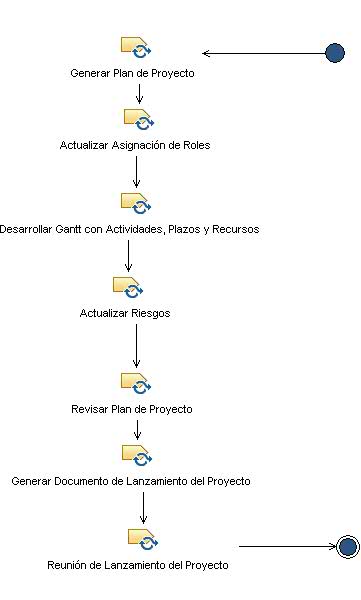 Generar Plan de Proyecto
Actualizar Asignación de Roles
Desarrollar Gantt con Actividades, Plazos y Recursos
Actualizar Riesgos
Revisar Plan de Proyecto
Generar Documento de Lanzamiento del Proyecto
Reunión de Lanzamiento del Proyecto